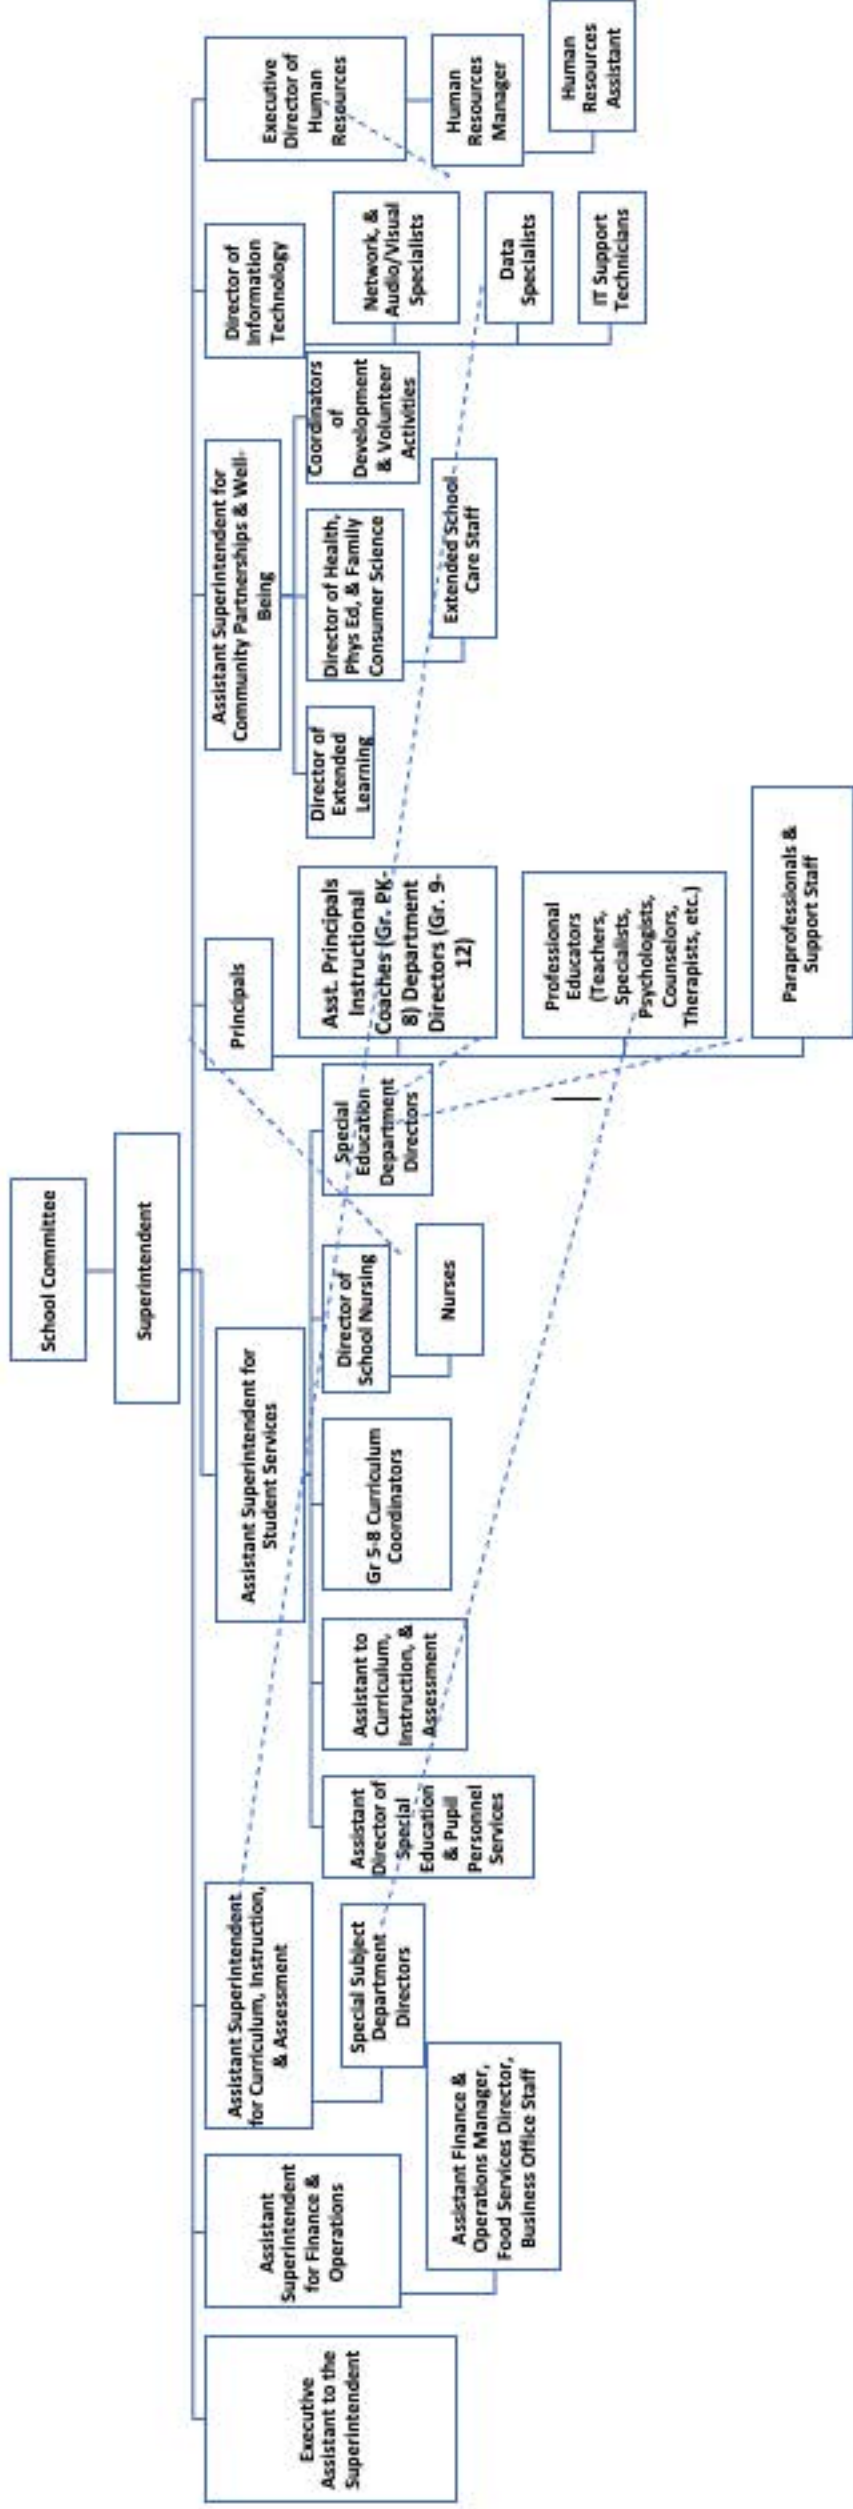 School Committee
Superintendent
Executive
Assistant to the
Superintendent
Assistant
Superintendent
for Finance &
Operations
Assistant Finance &
Operations Manager,
Food Services Director,
Business Office Staff
Assistant Superintendent
for Curriculum, Instruction,
& Assessment
Special Subject
Department
Directors
Assistant Superintendent for
Student Services
Assistant
Director of
Special
Education
& Pupil
Personnel
Services
Assistant to
Curriculum,
Instruction, &
Assessment
Gr 5-8 Curriculum
Coordinators
Director of
School Nursing
Nurses
Special
Education
Department
Directors
Principals
Asst. Principals
Instructional
Coaches (Gr. PK-
8) Department
Directors (Gr. 9-
12)
Professional
Educators
(Teachers,
Specialists,
Psychologists,
Counselors,
Therapists, etc.)
Paraprofessionals &
Support Staff
Assistant Superintendent for
Community Partnerships & Well-
Being
Director of
Extended
Learning
Director of Health,
Phys Ed, & Family
Consumer Science
Extended School
Care Staff
Coordinators
of
Development
& Volunteer
Activities
Director of
Information
Technology
Network, &
Audio/Visual
Specialists
Data
Specialists
IT Support
Technicians
Executive
Director of
Human
Resources
Human
Resources
Manager
Human
Resources
Assistant